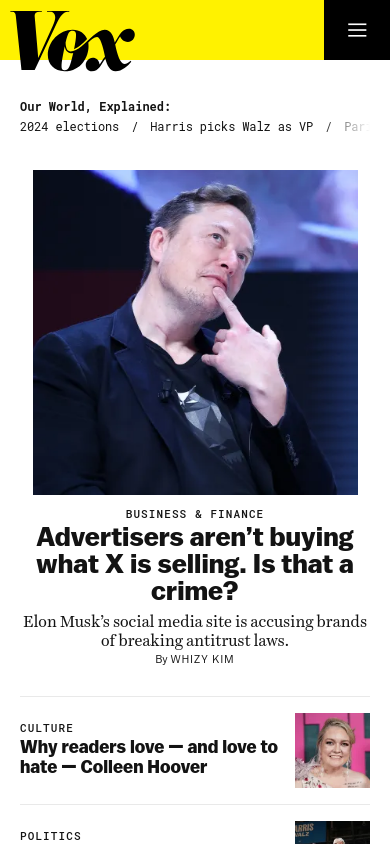 Vox
Our World, Explained:
2024 elections / Harris picks Walz as VP /
BUSINESS & FINANCE
Advertisers aren’t buying
what X is selling. Is that a
crime?
Elon Musk’s social media site is accusing brands
of breaking antitrust laws.
By WHIZY KIM
CULTURE
Why readers love — and love to
hate — Colleen Hoover
POLITICS